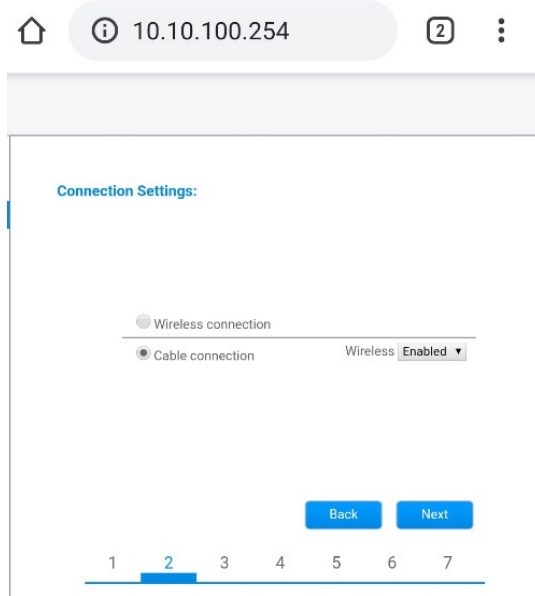 10.10.100.254 2
Connection Settings:
Wireless connection
Cable connection Wireless Enabled
Back Next
1 2 3 4 5 6 7